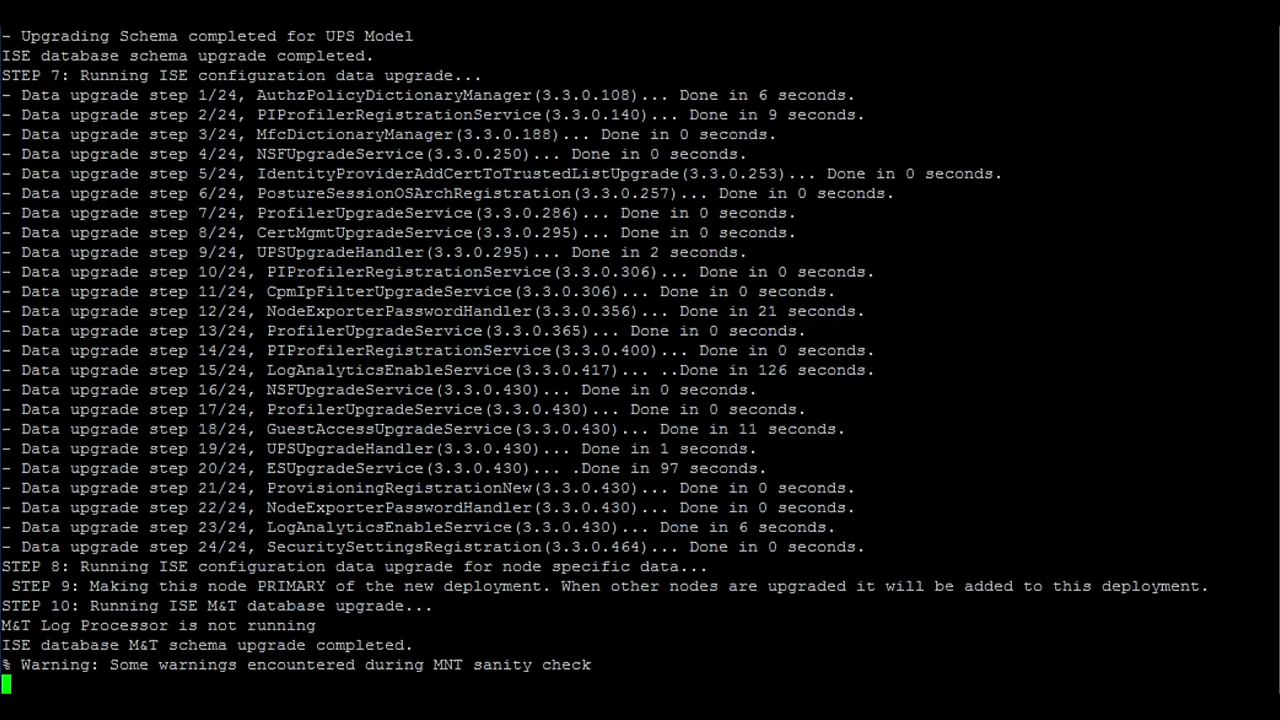 - Upgrading Schema completed for UPS Model
ISE database schema upgrade completed.
STEP 7: Running ISE configuration data upgrade...
- Data upgrade step 1/24, AuthzPolicyDictionaryManager(3.3.0.108)... Done in 6 seconds.
- Data upgrade step 2/24, PIProfilerRegistrationService(3.3.0.140)... Done in 9 seconds.
- Data upgrade step 3/24, MfcDictionaryManager(3.3.0.188)... Done in 0 seconds.
- Data upgrade step 4/24, NSFUpgradeService(3.3.0.250)... Done in 0 seconds.
- Data upgrade step 5/24, IdentityProviderAddCertToTrustedListUpgrade(3.3.0.253)... Done in 0 seconds.
- Data upgrade step 6/24, PostureSessionOSArchRegistration(3.3.0.257)... Done in 0 seconds.
- Data upgrade step 7/24, ProfilerUpgradeService(3.3.0.286)... Done in 0 seconds.
- Data upgrade step 8/24, CertMgmtUpgradeService(3.3.0.295)... Done in 0 seconds.
- Data upgrade step 9/24, UPSUpgradeHandler(3.3.0.295)... Done in 2 seconds.
- Data upgrade step 10/24, PIProfilerRegistrationService(3.3.0.306)... Done in 0 seconds.
- Data upgrade step 11/24, CpmIpFilterUpgradeService(3.3.0.306)... Done in 0 seconds.
- Data upgrade step 12/24, NodeExporterPasswordHandler(3.3.0.356)... Done in 21 seconds.
- Data upgrade step 13/24, ProfilerUpgradeService(3.3.0.365)... Done in 0 seconds.
- Data upgrade step 14/24, PIProfilerRegistrationService(3.3.0.400)... Done in 0 seconds.
- Data upgrade step 15/24, LogAnalyticsEnableService(3.3.0.417)... ..Done in 126 seconds.
- Data upgrade step 16/24, NSFUpgradeService(3.3.0.430)... Done in 0 seconds.
- Data upgrade step 17/24, ProfilerUpgradeService(3.3.0.430)... Done in 0 seconds.
- Data upgrade step 18/24, GuestAccessUpgradeService(3.3.0.430)... Done in 11 seconds.
- Data upgrade step 19/24, UPSUpgradeHandler(3.3.0.430)... Done in 1 seconds.
- Data upgrade step 20/24, ESUpgradeService(3.3.0.430)... .Done in 97 seconds.
- Data upgrade step 21/24, ProvisioningRegistrationNew(3.3.0.430)... Done in 0 seconds.
- Data upgrade step 22/24, NodeExporterPasswordHandler(3.3.0.430)... Done in 0 seconds.
- Data upgrade step 23/24, LogAnalyticsEnableService(3.3.0.430)... Done in 6 seconds.
- Data upgrade step 24/24, SecuritySettingsRegistration(3.3.0.464)... Done in 0 seconds.
STEP 8: Running ISE configuration data upgrade for node specific data...
 STEP 9: Making this node PRIMARY of the new deployment. When other nodes are upgraded it will be added to this deployment.
STEP 10: Running ISE M&T database upgrade...
M&T Log Processor is not running
ISE database M&T schema upgrade completed.
% Warning: Some warnings encountered during MNT sanity check